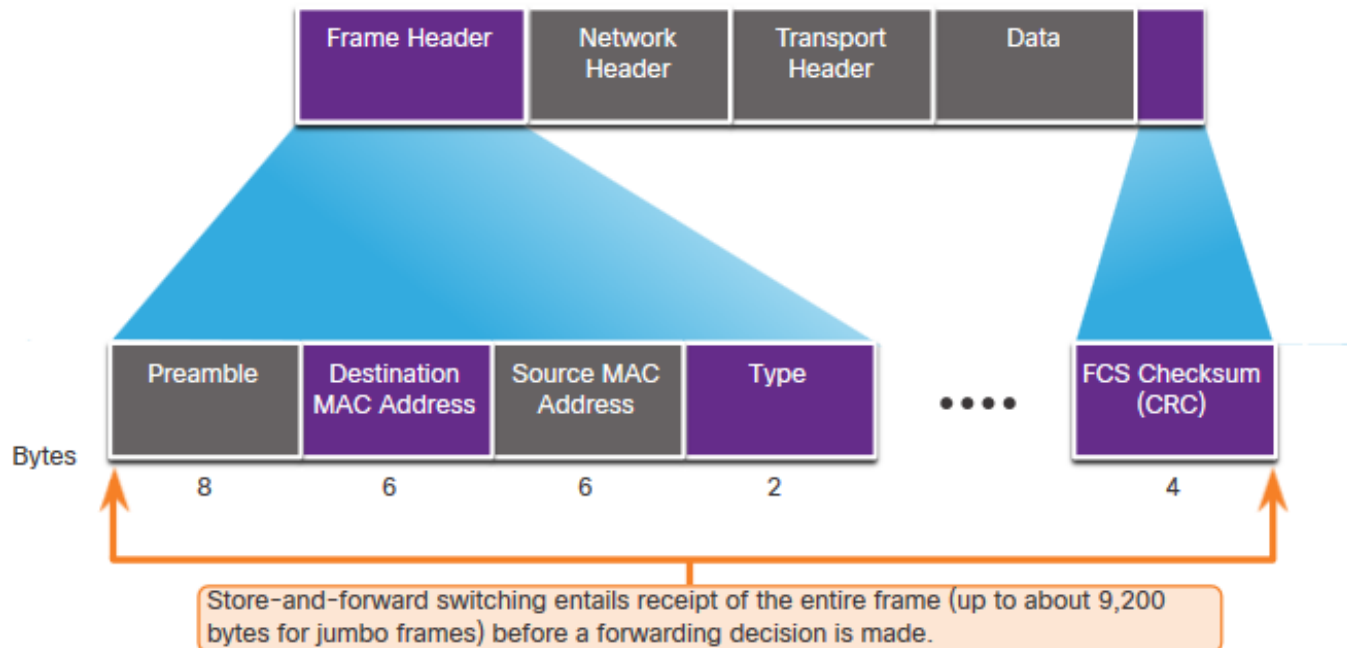 Frame Header
Network
Header
Transport
Header
Data
Preamble
Destination
MAC Address
Source MAC
Address
Type
••••
FCS Checksum
(CRC)
Bytes
8
6
6
2
4
Store-and-forward switching entails receipt of the entire frame (up to about 9,200
bytes for jumbo frames) before a forwarding decision is made.